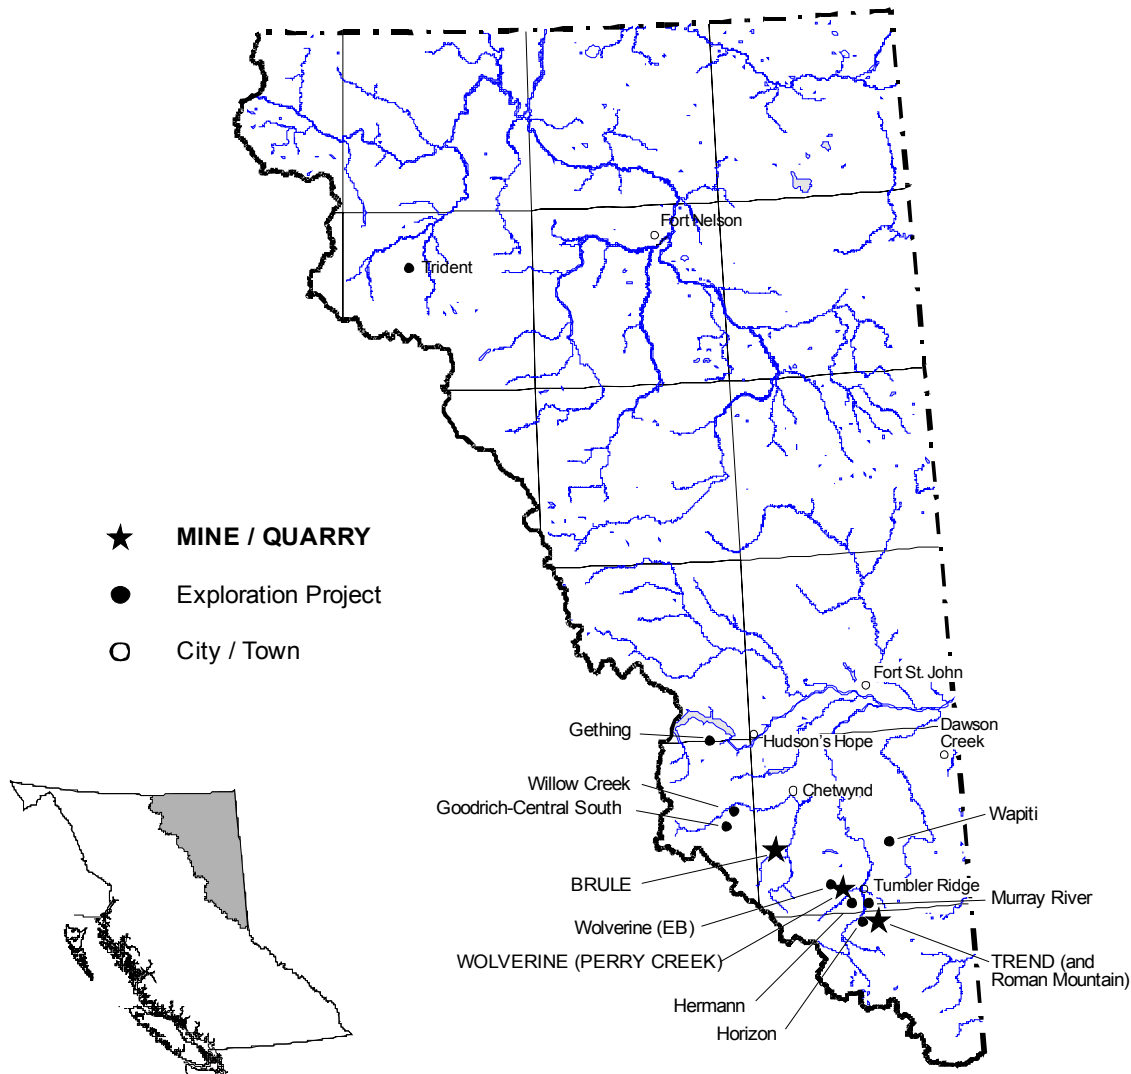 Fort Nelson
Trident
MINE / QUARRY
Exploration Project
City / Town
Fort St. John
Gething
Hudson's Hope
Dawson
Creek
Willow Creek
Chetwynd
Goodrich-Central South
Wapiti
BRULE
Tumbler Ridge
Murray River
Wolverine (EB)
WOLVERINE (PERRY CREEK)
TREND (and
Roman Mountain)
Hermann
Horizon